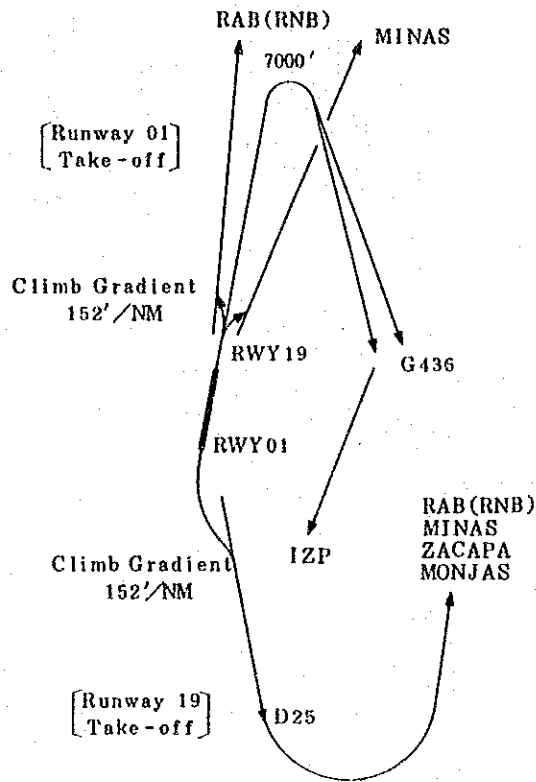 RAB(RNB)
MINAS
7000'
[Runway 01
Take-off]
Climb Gradient
152'/NM
RWY19
G436
RWY01
RAB(RNB)
MINAS
ZACAPA
MONJAS
IZP
Climb Gradient
152'/NM
[Runway 19
Take-off]
D25